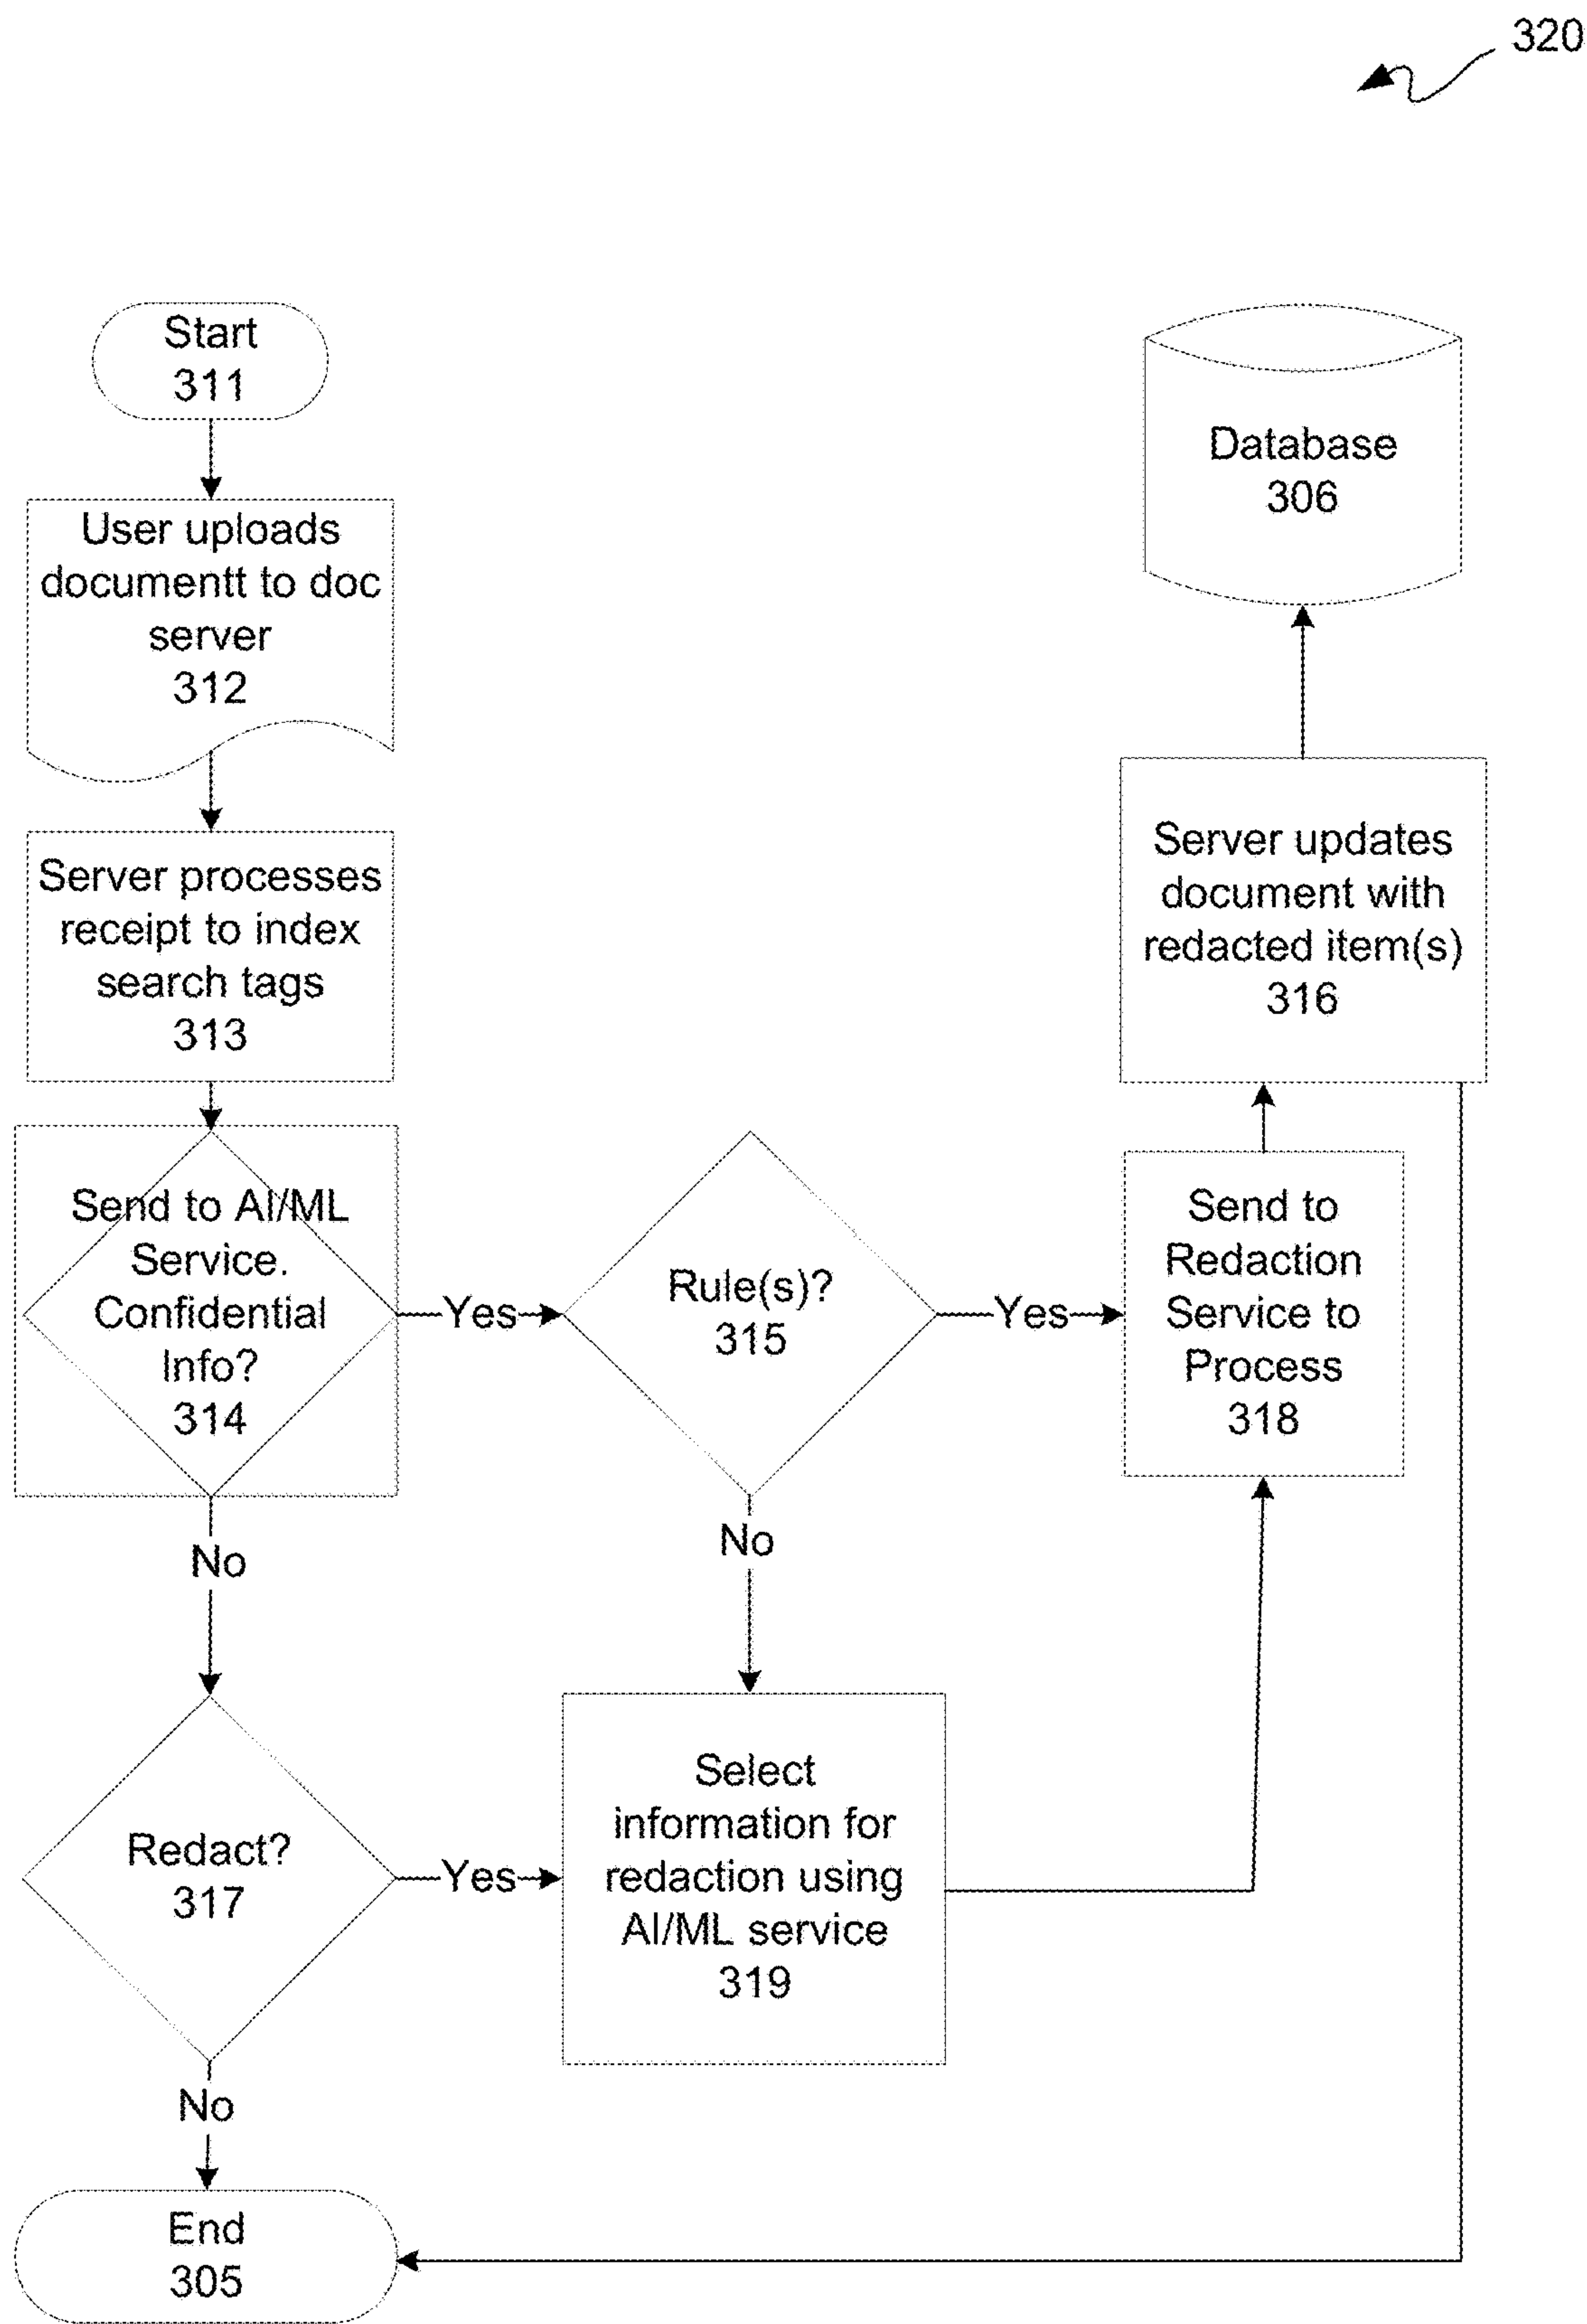 320
Start
311
User uploads
documentt to doc
server
312
Server processes
receipt to index
search tags
313
Send to AI/ML
Service.
Confidential
Info?
314
Yes
Rule(s)?
315
Yes
Send to
Redaction
Service to
Process
318
Server updates
document with
redacted item(s)
316
Database
306
No
No
Redact?
317
Yes
Select
information for
redaction using
AI/ML service
319
No
End
305